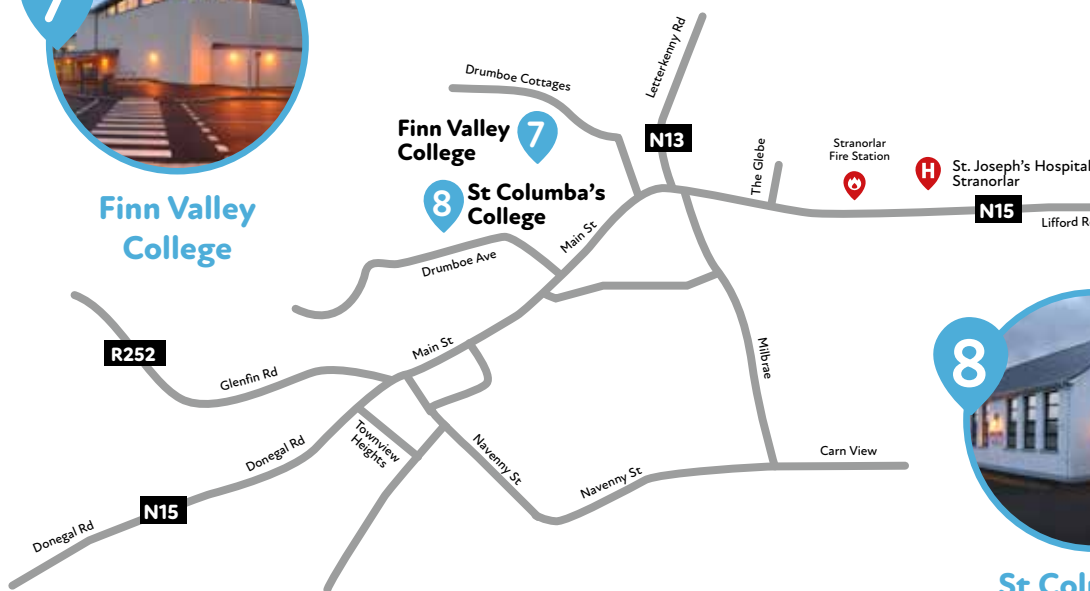 7
Finn Valley
College
Drumboe Cottages
Letterkenny Rd
Finn Valley
College
7
N13
The Glebe
Stranorlar
Fire Station
H
St. Joseph's Hospital
Stranorlar
8
St Columba's
College
N15
Lifford
Main St
Drumboe Ave
R252
Glenfin Rd
Main St
Milbrae
8
Townview
Heights
Donegal Rd
Navenny St
Navenny St
Carn View
N15
Donegal Rd
St